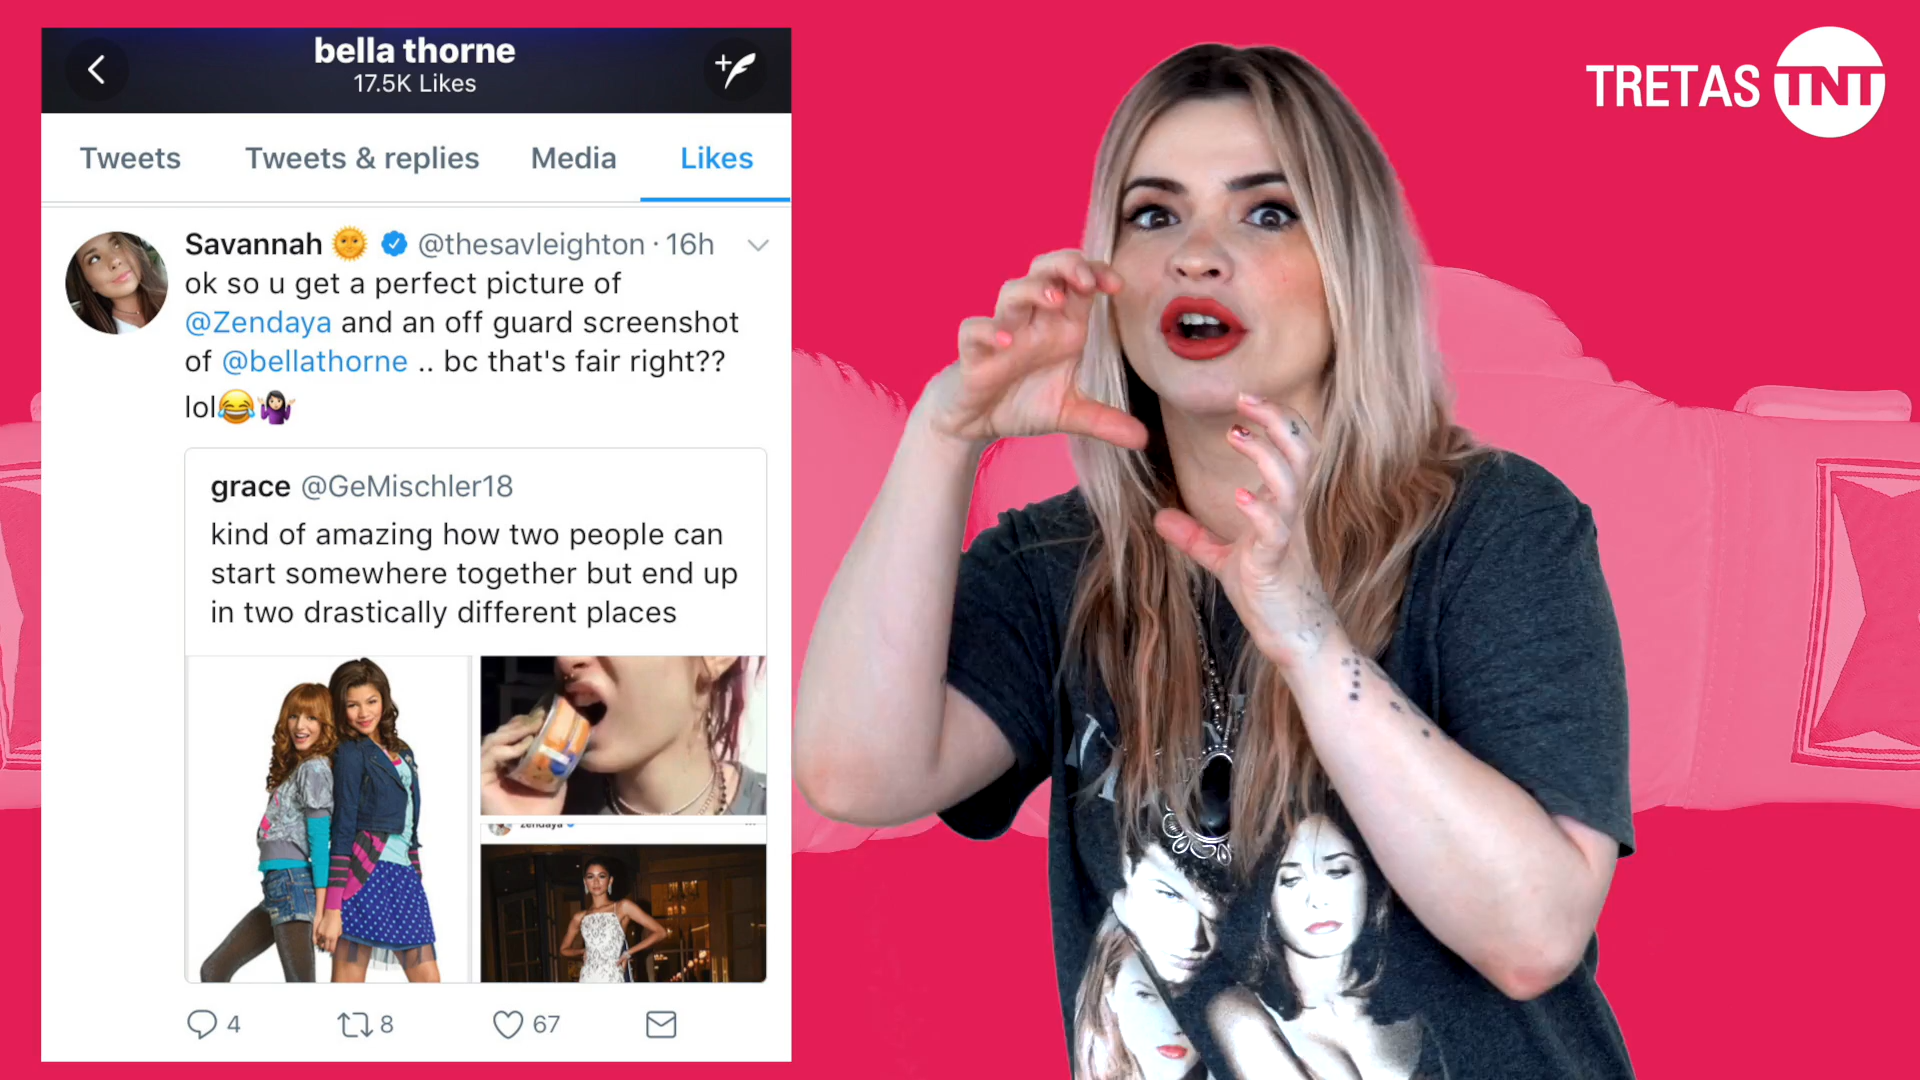 bella thorne
17.5K Likes
Tweets
Tweets & replies
Media
Likes
Savannah 🌞 @thesavleighton · 16h
ok so u get a perfect picture of
@Zendaya and an off guard screenshot
of @bellathorne .. bc that's fair right??
lol😂🤷🏻‍♀️
grace @GeMischler18
kind of amazing how two people can
start somewhere together but end up
in two drastically different places
zendaya
4
8
67
TRETAS TNT